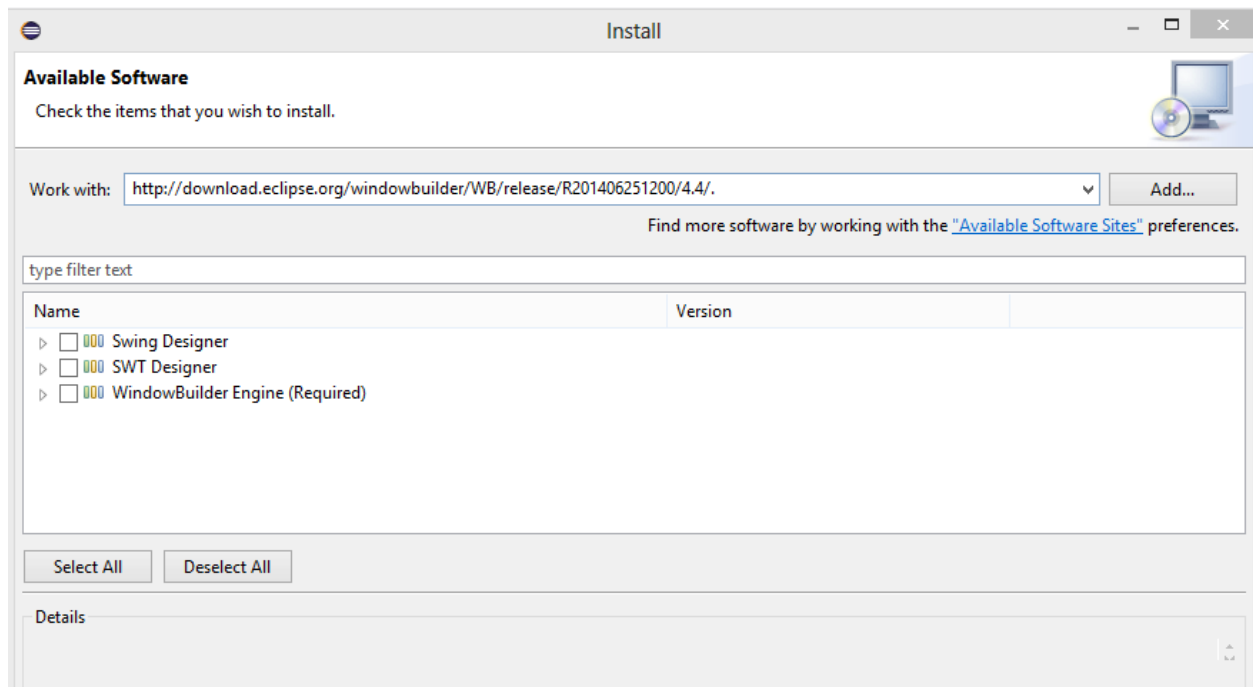 Install
Available Software
Check the items that you wish to install.
Work with: http://download.eclipse.org/windowbuilder/WB/release/R201406251200/4.4/. Add...
Find more software by working with the "Available Software Sites" preferences.
type filter text
Name Version
Swing Designer
SWT Designer
WindowBuilder Engine (Required)
Select All Deselect All
Details